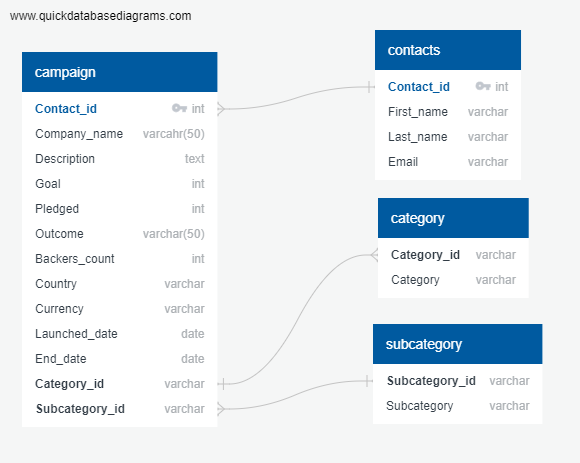 www.quickdatabasediagrams.com
campaign
Contact_id int
Company_name varcahr(50)
Description text
Goal int
Pledged int
Outcome varchar(50)
Backers_count int
Country varchar
Currency varchar
Launched_date date
End_date date
Category_id varchar
Subcategory_id varchar
contacts
Contact_id int
First_name varchar
Last_name varchar
Email varchar
category
Category_id varchar
Category varchar
subcategory
Subcategory_id varchar
Subcategory varchar